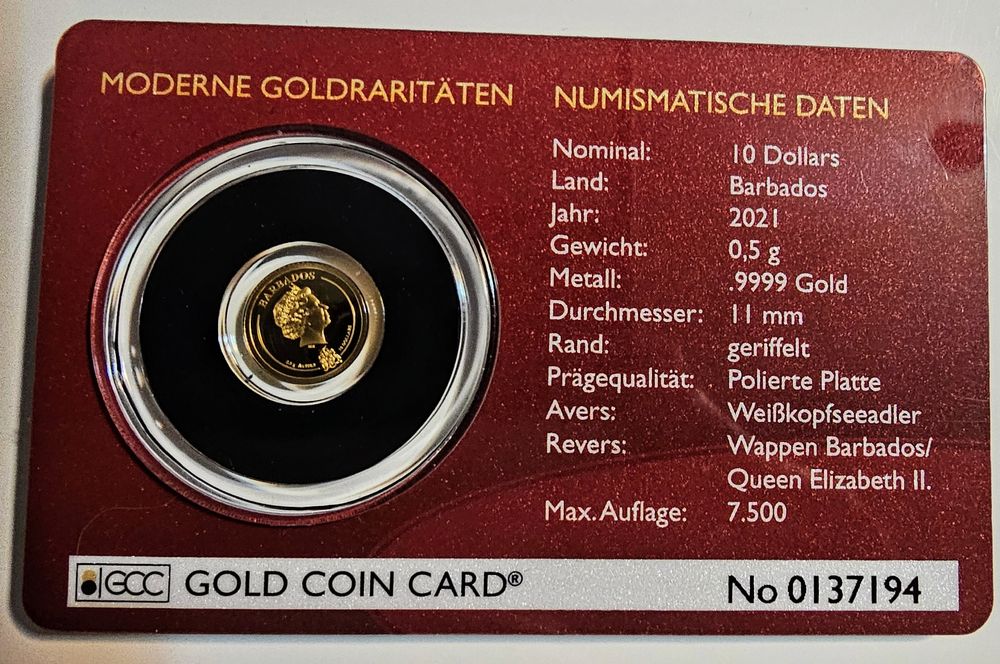 MODERNE GOLDRARITÄTEN
BARBADOS
10 DOLLARS
NUMISMATISCHE DATEN
Nominal: 10 Dollars
Land: Barbados
Jahr: 2021
Gewicht: 0,5 g
Metall: .9999 Gold
Durchmesser: 11 mm
Rand: geriffelt
Prägequalität: Polierte Platte
Avers: Weißkopfseeadler
Revers: Wappen Barbados/
Queen Elizabeth II.
Max. Auflage: 7.500
GCC GOLD COIN CARD® No 0137194